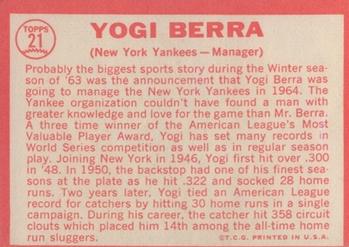 TOPPS
21
YOGI BERRA
(New York Yankees — Manager)
Probably the biggest sports story during the Winter sea-
son of '63 was the announcement that Yogi Berra was
going to manage the New York Yankees in 1964. The
Yankee organization couldn't have found a man with
greater knowledge and love for the game than Mr. Berra.
A three time winner of the American League's Most
Valuable Player Award, Yogi has set many records in
World Series competition as well as in regular season
play. Joining New York in 1946, Yogi first hit over .300
in '48. In 1950, the backstop had one of his finest seasons
at the plate as he hit .322 and socked 28 home
runs. Two years later, Yogi tied an American League
record for catchers by hitting 30 home runs in a single
campaign. During his career, the catcher hit 358 circuit
clouts which placed him 14th among the all-time home
run sluggers.
©T.C.G. PRINTED IN U.S.A.